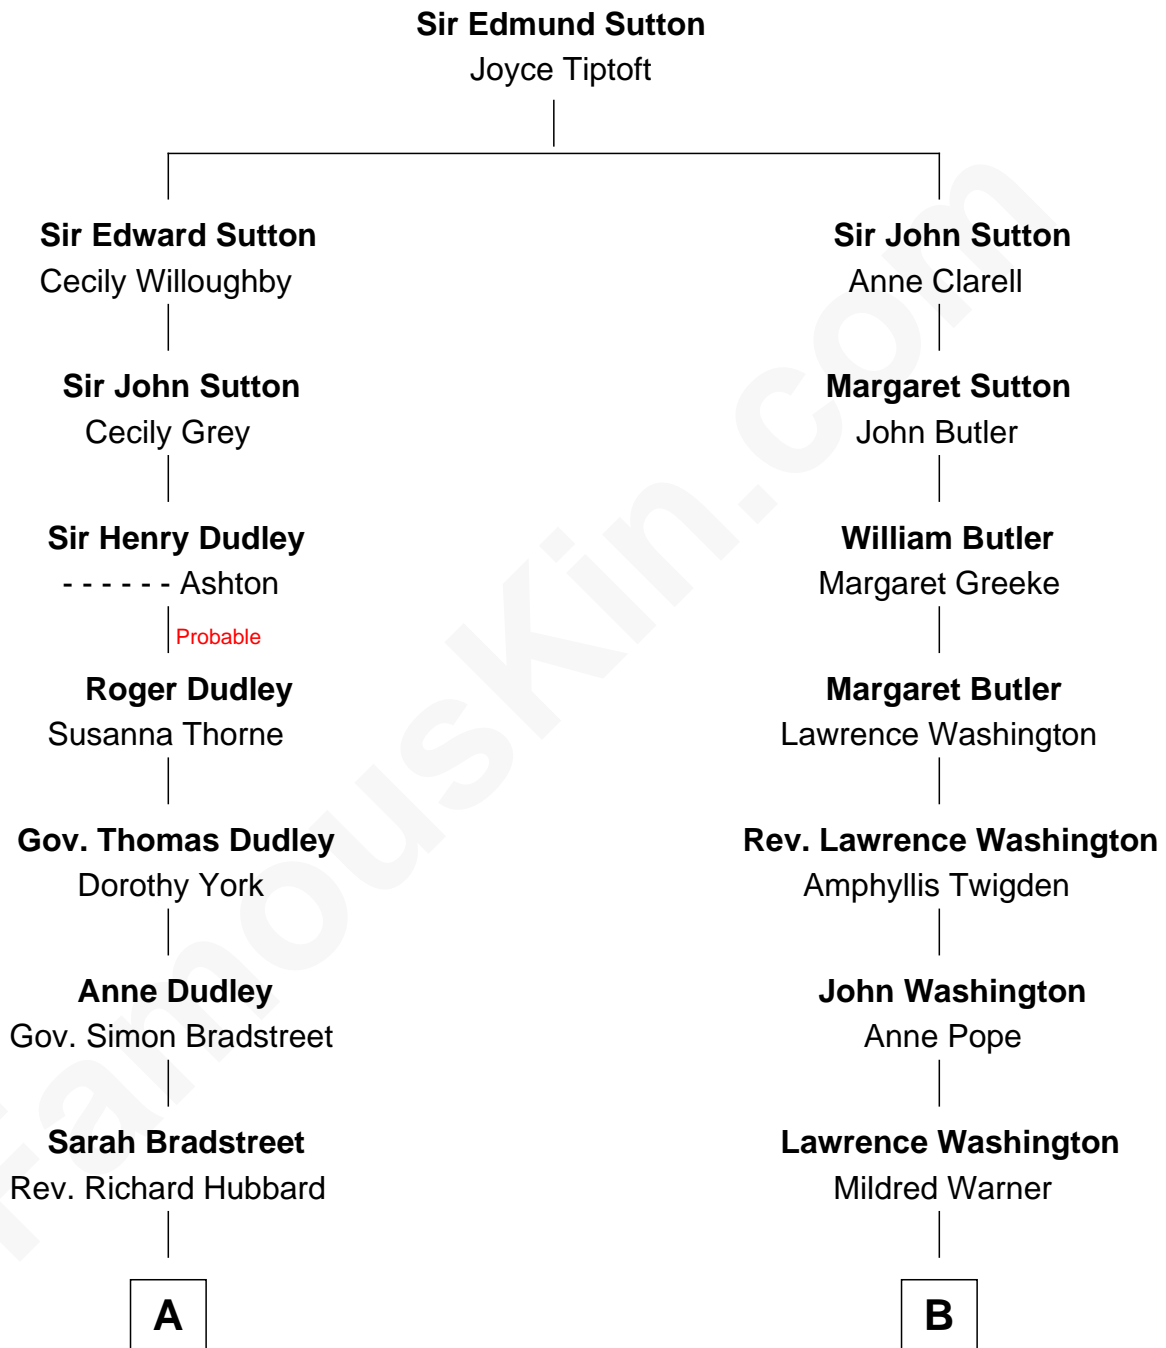 Sir Edmund Sutton
Joyce Tiptoft
Sir Edward Sutton
Cecily Willoughby
Sir John Sutton
Anne Clarell
Sir John Sutton
Cecily Grey
Margaret Sutton
John Butler
Sir Henry Dudley
- - - - - - Ashton
William Butler
Margaret Greeke
Probable
Roger Dudley
Susanna Thorne
Margaret Butler
Lawrence Washington
Gov. Thomas Dudley
Dorothy York
Rev. Lawrence Washington
Amphyllis Twigden
Anne Dudley
Gov. Simon Bradstreet
John Washington
Anne Pope
Sarah Bradstreet
Rev. Richard Hubbard
Lawrence Washington
Mildred Warner
A
B
FamousKin.com